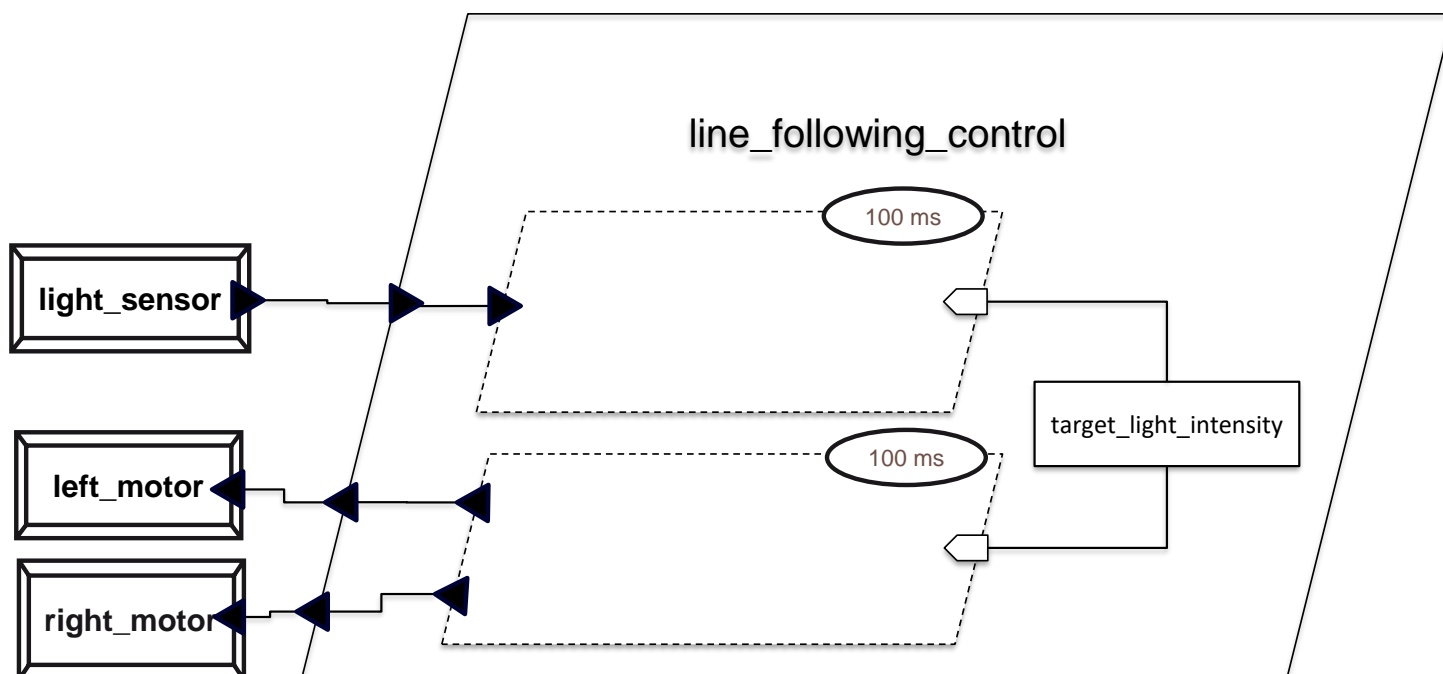 line_following_control
100 ms
light_sensor
target_light_intensity
100 ms
left_motor
right_motor